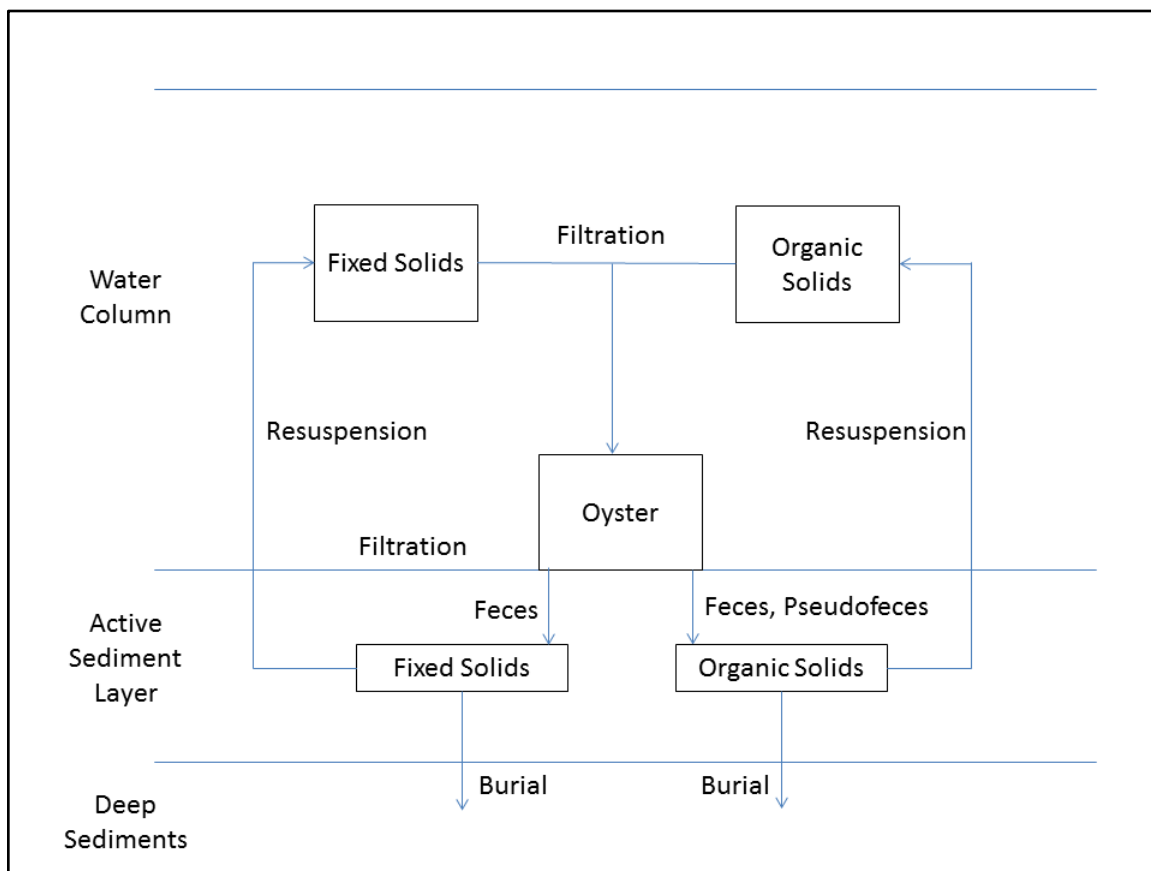 Filtration
Fixed Solids
Organic
Solids
Water
Column
Resuspension
Resuspension
Oyster
Filtration
Feces
Feces, Pseudofeces
Active
Sediment
Layer
Fixed Solids
Organic Solids
Burial
Burial
Deep
Sediments